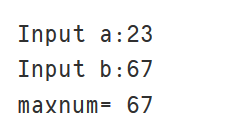 Input a:23
Input b:67
maxnum= 67